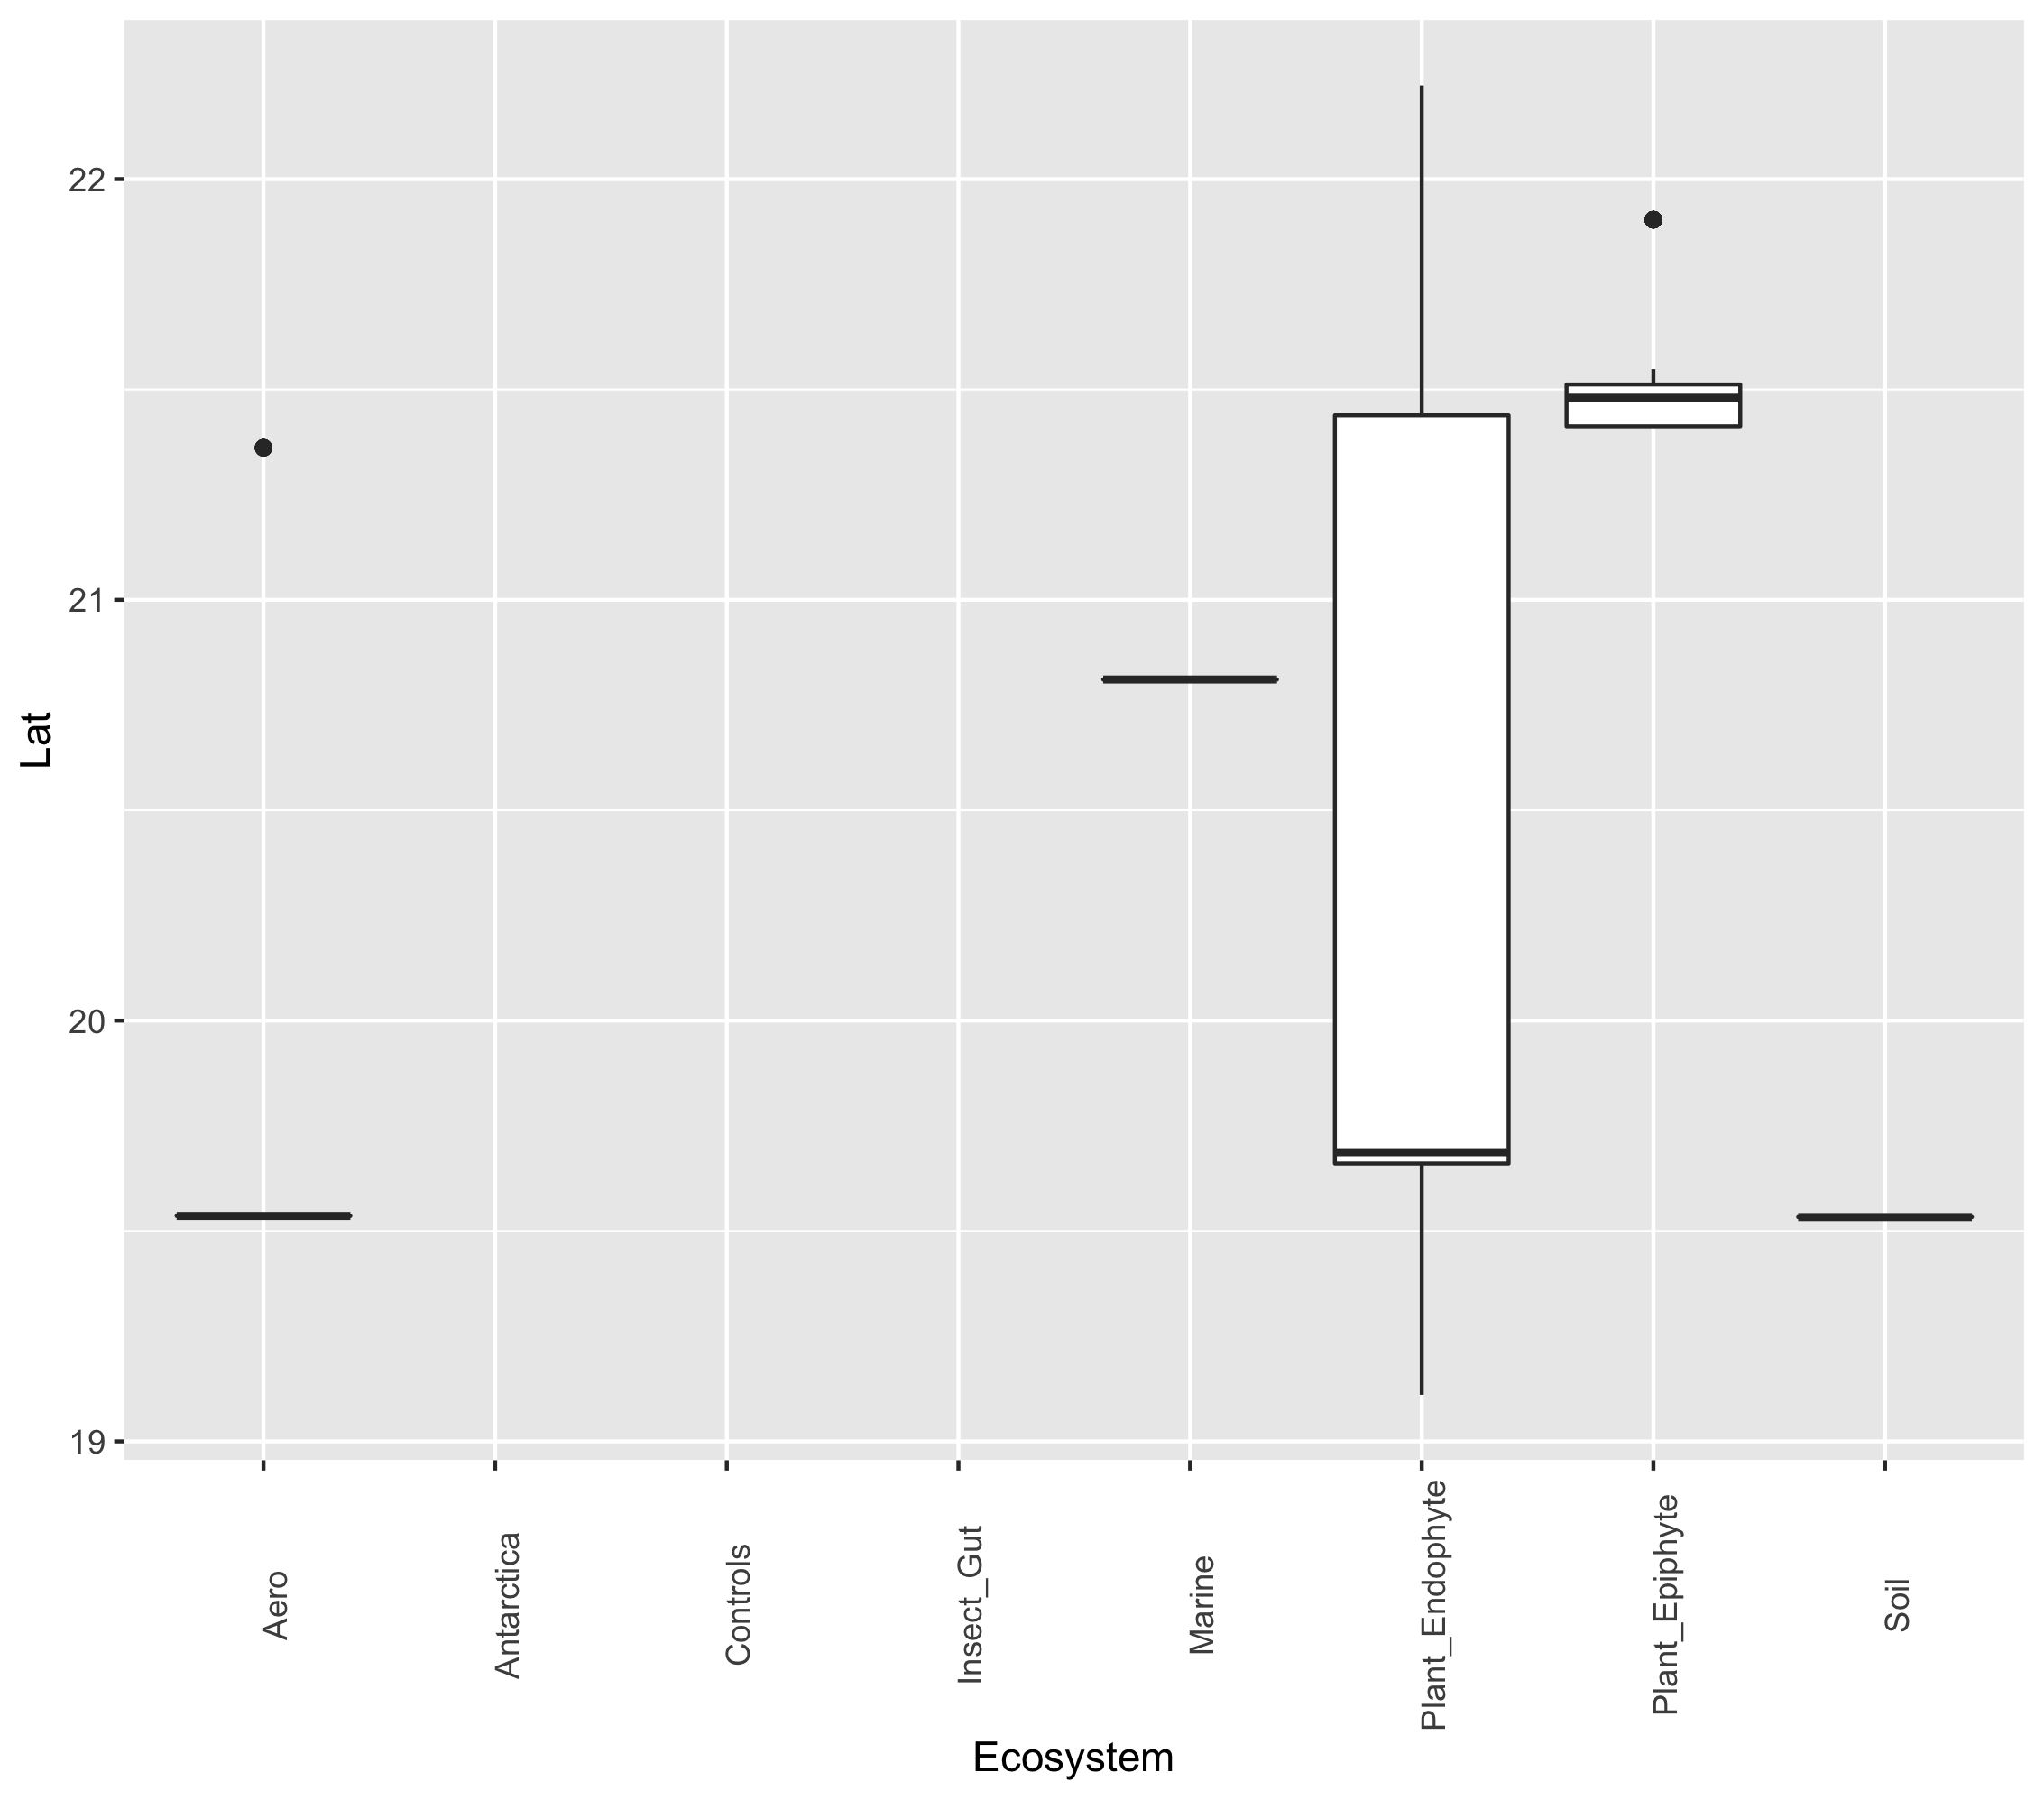 Lat
22
21
20
19
Aero
Antarctica
Controls
Insect_Gut
Marine
Plant_Endophyte
Plant_Epiphyte
Soil
Ecosystem